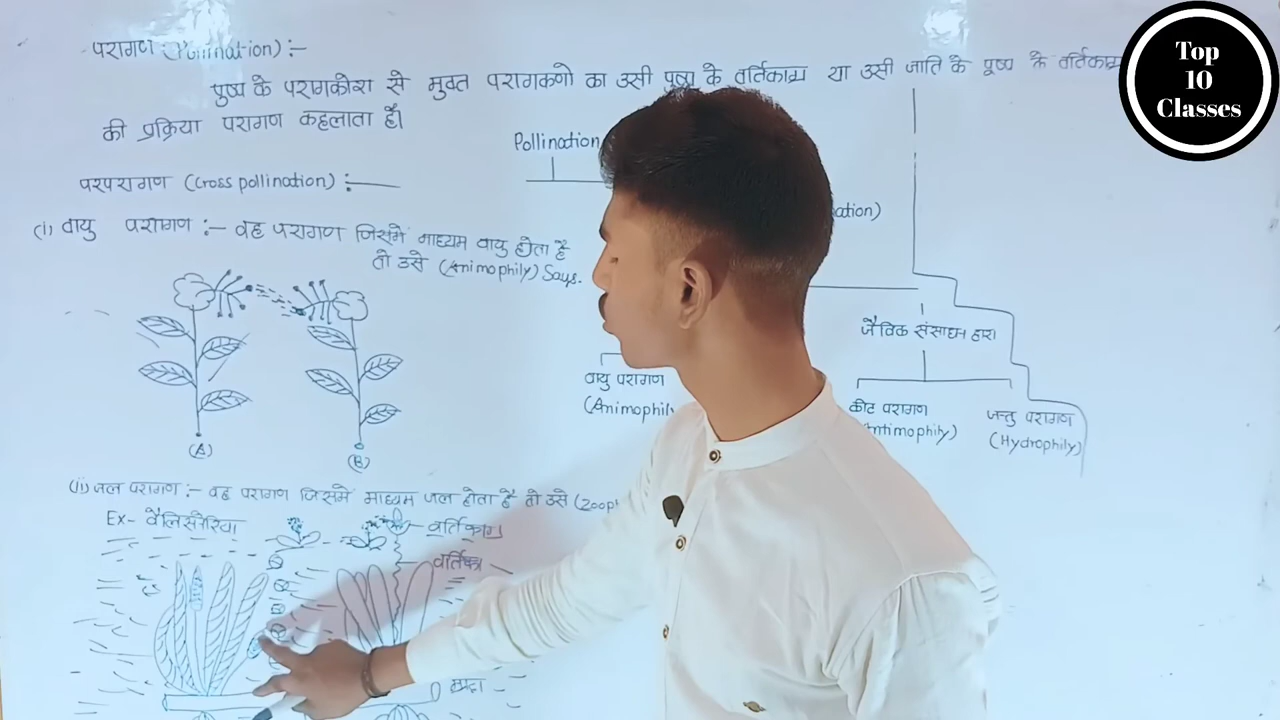 परागण (Pollination) :-
पुष्प के परागकोश से मुक्त परागकणो का उसी पुष्प के वर्तिकाग्र या उसी जाति के पुष्प के वर्तिकाग्र
की प्रक्रिया परागण कहलाता है।
Pollination
परपरागण (Cross pollination) :-
ation)
(i) वायु परागण :- वह परागण जिसमे माध्यम वायु होता है
तो उसे (Animophily) Says.
जैविक संसाधन द्वारा
वायु परागण
(Animophil
कीट परागण
ntimophily)
जन्तु परागण
(Hydrophily)
(A)
(B)
(ii) जल परागण :- वह परागण जिसमे माध्यम जल होता है तो उसे (Zoop
Ex- वैलिसनेरिया
वर्तिकाग्र
वर्तिका
Top
10
Classes